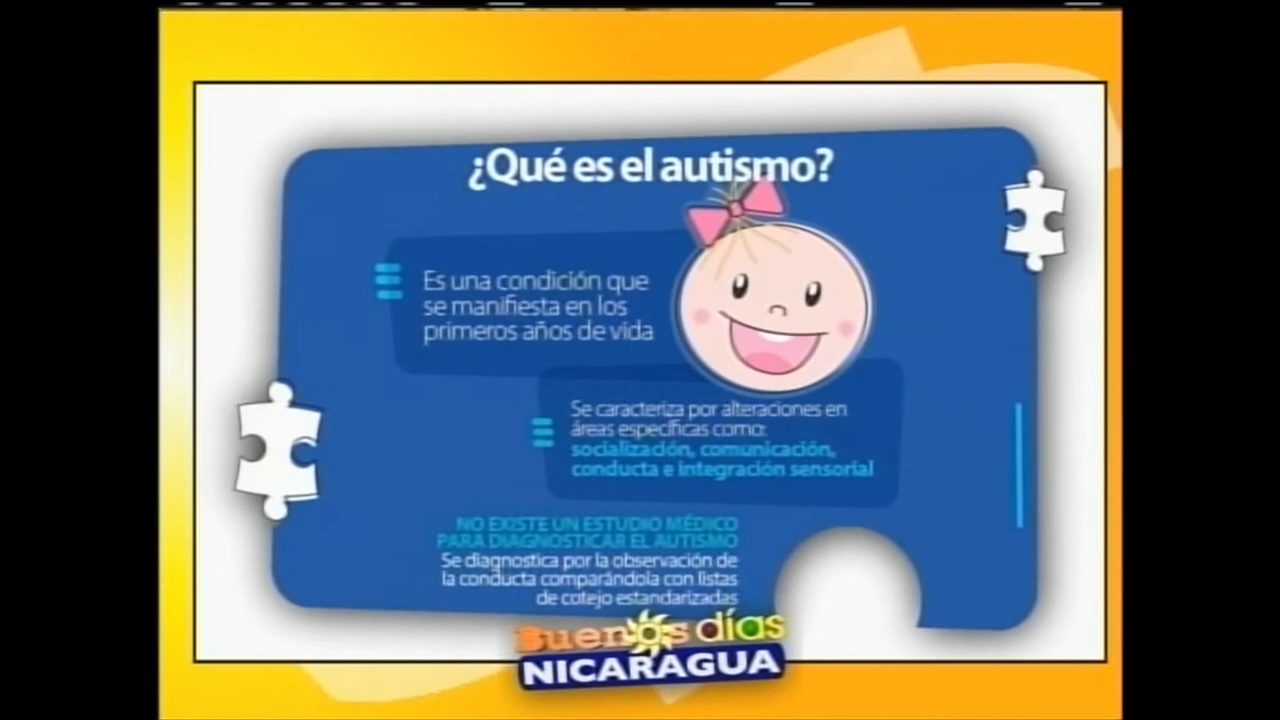 ¿Qué es el autismo?
Es una condición que
se manifiesta en los
primeros años de vida
Se caracteriza por alteraciones en
áreas específicas como:
socialización, comunicación,
conducta e integración sensorial
NO EXISTE UN ESTUDIO MÉDICO
PARA DIAGNOSTICAR EL AUTISMO
Se diagnostica por la observación de
la conducta comparándola con listas
de cotejo estandarizadas
Buenos días
NICARAGUA